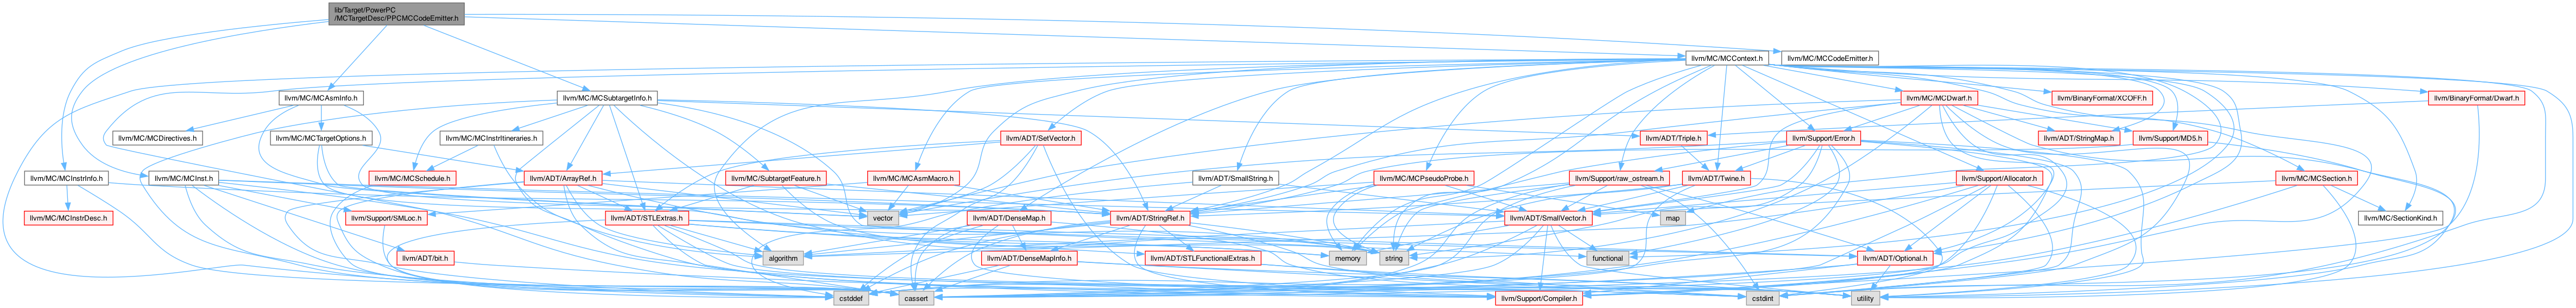 lib/Target/PowerPC
/MCTargetDesc/PPCMCCodeEmitter.h
llvm/MC/MCContext.h
llvm/MC/MCCodeEmitter.h
llvm/MC/MCAsmInfo.h
llvm/MC/MCSubtargetInfo.h
llvm/MC/MCDwarf.h
llvm/BinaryFormat/XCOFF.h
llvm/BinaryFormat/Dwarf.h
llvm/MC/MCDirectives.h
llvm/MC/MCTargetOptions.h
llvm/MC/MCInstrItineraries.h
llvm/ADT/SetVector.h
llvm/ADT/Triple.h
llvm/Support/Error.h
llvm/ADT/StringMap.h
llvm/Support/MD5.h
llvm/MC/MCInstrInfo.h
llvm/MC/MCInst.h
llvm/MC/MCSchedule.h
llvm/ADT/ArrayRef.h
llvm/MC/SubtargetFeature.h
llvm/MC/MCAsmMacro.h
llvm/ADT/SmallString.h
llvm/MC/MCPseudoProbe.h
llvm/Support/raw_ostream.h
llvm/ADT/Twine.h
llvm/Support/Allocator.h
llvm/MC/MCSection.h
llvm/MC/MCInstrDesc.h
llvm/Support/SMLoc.h
llvm/ADT/STLExtras.h
vector
llvm/ADT/DenseMap.h
llvm/ADT/StringRef.h
llvm/ADT/SmallVector.h
map
llvm/MC/SectionKind.h
llvm/ADT/bit.h
algorithm
llvm/ADT/DenseMapInfo.h
llvm/ADT/STLFunctionalExtras.h
memory
string
functional
llvm/ADT/Optional.h
cstddef
cassert
llvm/Support/Compiler.h
cstdint
utility